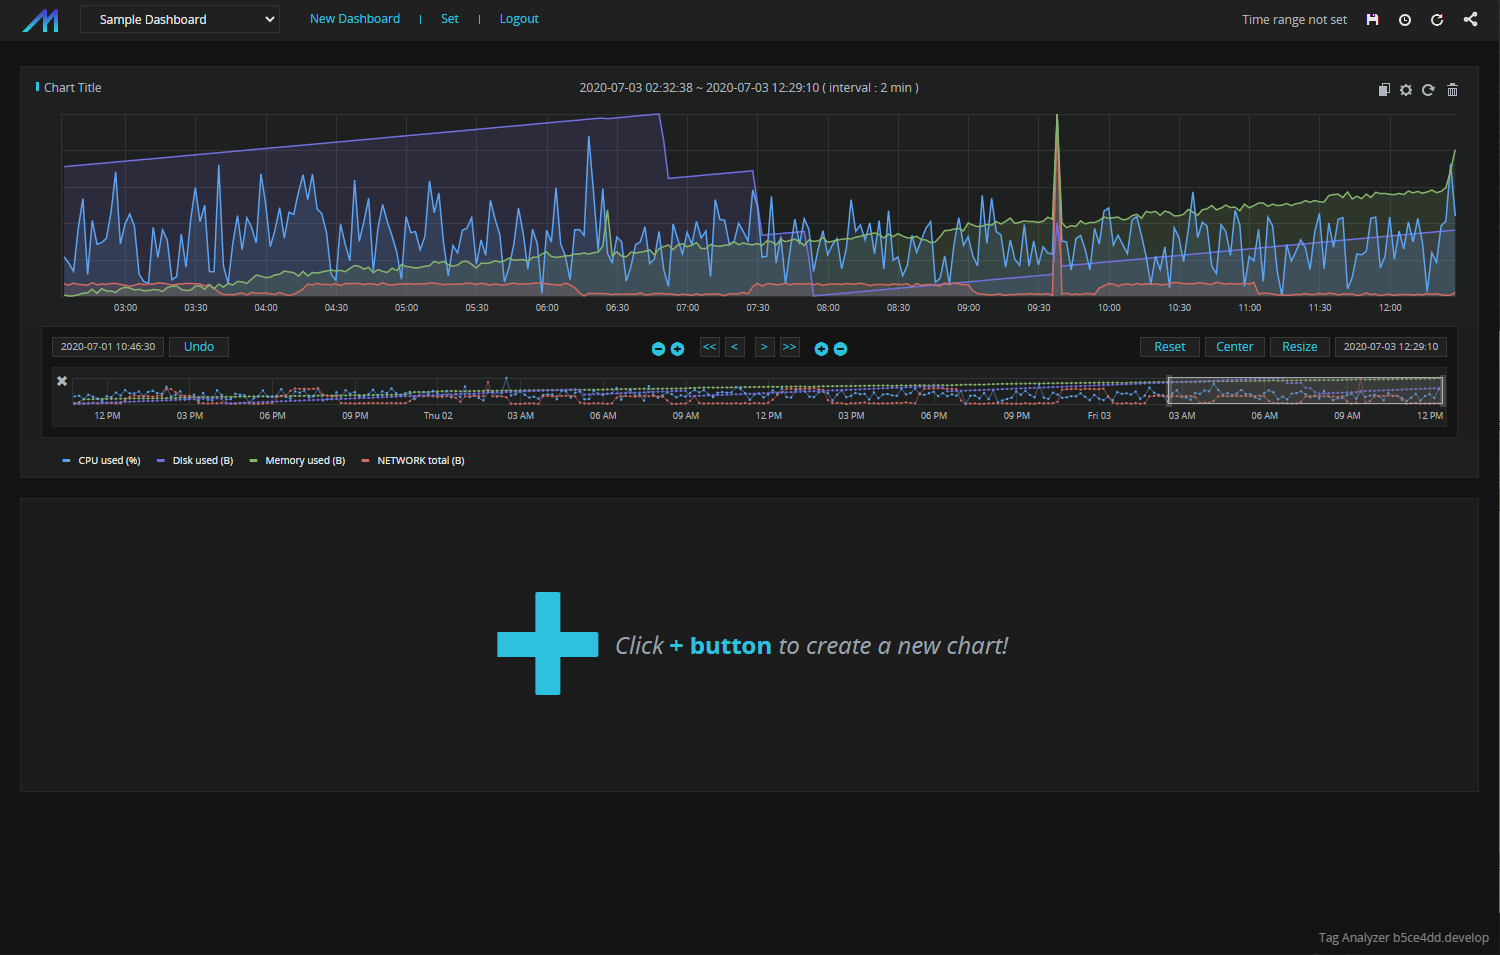 Sample Dashboard New Dashboard | Set | Logout Time range not set
Chart Title 2020-07-03 02:32:38 ~ 2020-07-03 12:29:10 ( interval : 2 min )
03:00 03:30 04:00 04:30 05:00 05:30 06:00 06:30 07:00 07:30 08:00 08:30 09:00 09:30 10:00 10:30 11:00 11:30 12:00
2020-07-01 10:46:30 Undo << < > >> Reset Center Resize 2020-07-03 12:29:10
12 PM 03 PM 06 PM 09 PM Thu 02 03 AM 06 AM 09 AM 12 PM 03 PM 06 PM 09 PM Fri 03 03 AM 06 AM 09 AM 12 PM
CPU used (%) Disk used (B) Memory used (B) NETWORK total (B)
Click + button to create a new chart!
Tag Analyzer b5ce4dd.develop